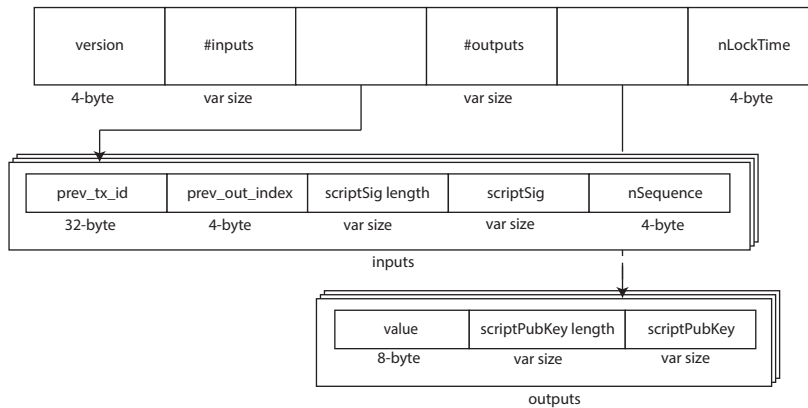 version #inputs #outputs nLockTime
4-byte var size var size 4-byte
prev_tx_id prev_out_index scriptSig length scriptSig nSequence
32-byte 4-byte var size var size 4-byte
inputs
value scriptPubKey length scriptPubKey
8-byte var size var size
outputs